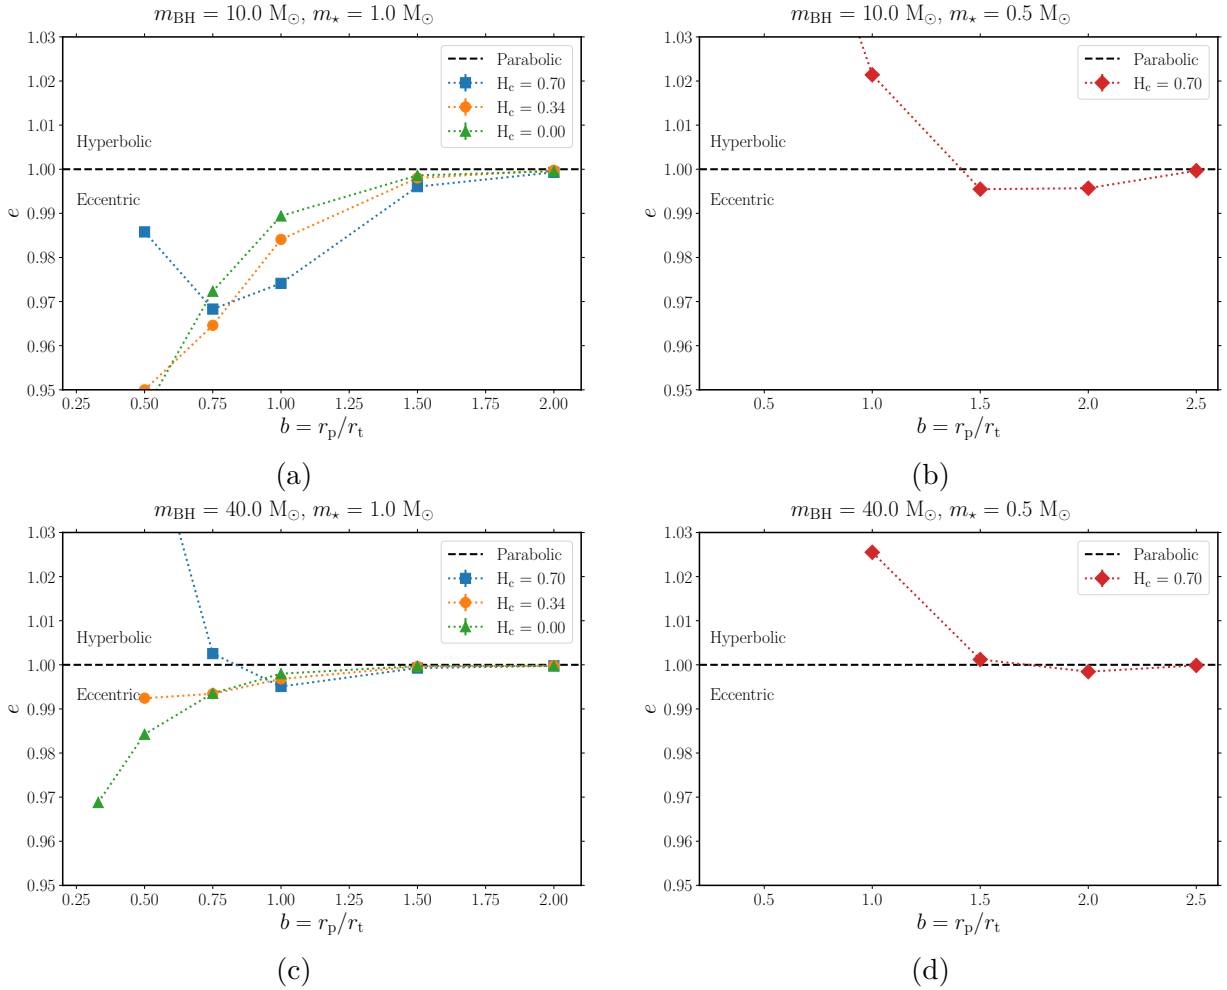 m_BH = 10.0 M_⊙, m_⋆ = 1.0 M_⊙
1.03
1.02
1.01
1.00
0.99
0.98
0.97
0.96
0.95
e
Hyperbolic
Eccentric
Parabolic
H_c = 0.70
H_c = 0.34
H_c = 0.00
0.25 0.50 0.75 1.00 1.25 1.50 1.75 2.00
b = r_p/r_t
(a)
m_BH = 10.0 M_⊙, m_⋆ = 0.5 M_⊙
1.03
1.02
1.01
1.00
0.99
0.98
0.97
0.96
0.95
e
Hyperbolic
Eccentric
Parabolic
H_c = 0.70
0.5 1.0 1.5 2.0 2.5
b = r_p/r_t
(b)
m_BH = 40.0 M_⊙, m_⋆ = 1.0 M_⊙
1.03
1.02
1.01
1.00
0.99
0.98
0.97
0.96
0.95
e
Hyperbolic
Eccentric
Parabolic
H_c = 0.70
H_c = 0.34
H_c = 0.00
0.25 0.50 0.75 1.00 1.25 1.50 1.75 2.00
b = r_p/r_t
(c)
m_BH = 40.0 M_⊙, m_⋆ = 0.5 M_⊙
1.03
1.02
1.01
1.00
0.99
0.98
0.97
0.96
0.95
e
Hyperbolic
Eccentric
Parabolic
H_c = 0.70
0.5 1.0 1.5 2.0 2.5
b = r_p/r_t
(d)